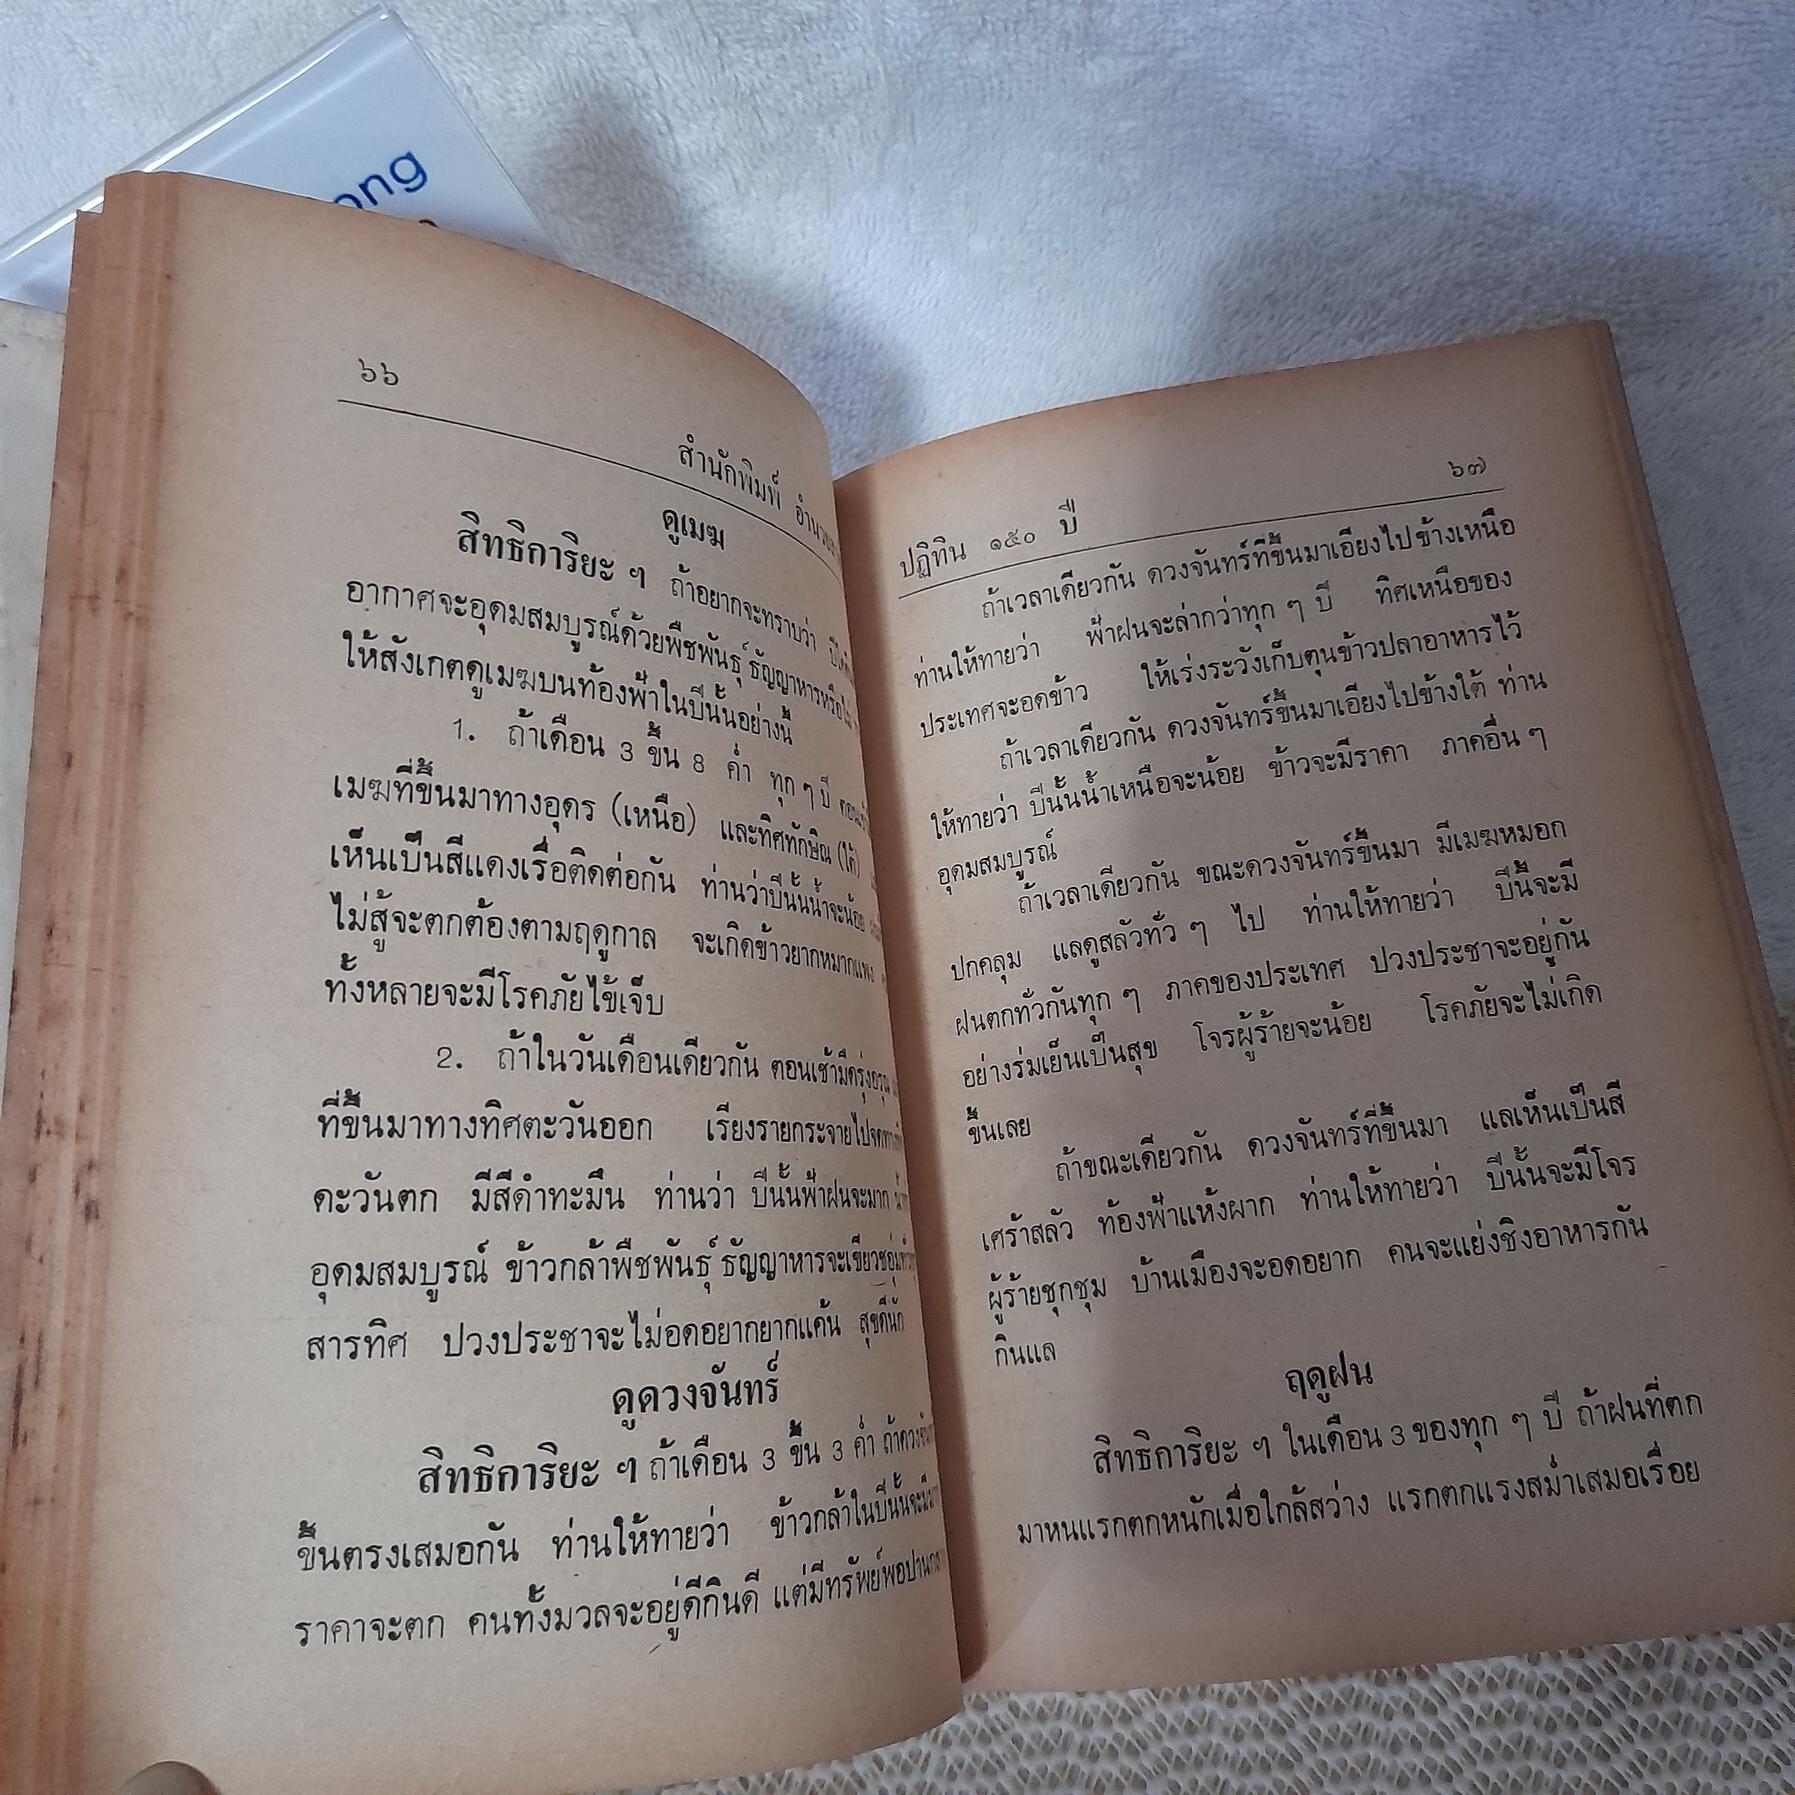 ong
๖๖
สำนักพิมพ์
ดูเมฆ
สิทธิการิยะ ฯ ถ้าอยากจะทราบว่า
อากาศจะอุดมสมบูรณ์ด้วยพืชพันธุ์ ธัญญาหารหรือไม่
ให้สังเกตดูเมฆบนท้องฟ้าในปีนั้นอย่างนี้
1. ถ้าเดือน 3 ขึ้น 8 ค่ำ ทุก ๆ ปี
เมฆที่ขึ้นมาทางอุดร (เหนือ) และทิศทักษิณ (ใต้)
เห็นเป็นสีแดงเรื่อติดต่อกัน ท่านว่าปีนั้นน้ำจะน้อย
ไม่สู้จะตกต้องตามฤดูกาล จะเกิดข้าวยากหมากแพง
ทั้งหลายจะมีโรคภัยไข้เจ็บ
2. ถ้าในวันเดือนเดียวกัน ตอนเช้ามืดรุ่งอรุณ
ที่ขึ้นมาทางทิศตะวันออก เรียงรายกระจายไป
ตะวันตก มีสีดำทะมึน ท่านว่า ปีนั้นฟ้าฝนจะมาก
อุดมสมบูรณ์ ข้าวกล้าพืชพันธุ์ ธัญญาหารจะเขียวชอุ่ม
สารทิศ ปวงประชาจะไม่อดอยากยากแค้น สุขดีนัก
ดูดวงจันทร์
สิทธิการิยะ ฯ ถ้าเดือน 3 ขึ้น 3 ค่ำ
ขึ้นตรงเสมอกัน ท่านให้ทายว่า ข้าวกล้าในปีนั้นจะมี
ราคาจะตก คนทั้งมวลจะอยู่ดีกินดี แต่มีทรัพย์พอปานกลาง
ปฏิทิน ๑๕๐ ปี ๖๗
ถ้าเวลาเดียวกัน ดวงจันทร์ที่ขึ้นมาเอียงไปข้างเหนือ
ท่านให้ทายว่า ฟ้าฝนจะล่ากว่าทุก ๆ ปี ทิศเหนือของ
ประเทศจะอดข้าว ให้เร่งระวังเก็บตุนข้าวปลาอาหารไว้
ถ้าเวลาเดียวกัน ดวงจันทร์ขึ้นมาเอียงไปข้างใต้ ท่าน
ให้ทายว่า ปีนั้นน้ำเหนือจะน้อย ข้าวจะมีราคา ภาคอื่น ๆ
อุดมสมบูรณ์
ถ้าเวลาเดียวกัน ขณะดวงจันทร์ขึ้นมา มีเมฆหมอก
ปกคลุม แลดูสลัวทั่ว ๆ ไป ท่านให้ทายว่า ปีนี้จะมี
ฝนตกทั่วกันทุก ๆ ภาคของประเทศ ปวงประชาจะอยู่กัน
อย่างร่มเย็นเป็นสุข โจรผู้ร้ายจะน้อย โรคภัยจะไม่เกิด
ขึ้นเลย
ถ้าขณะเดียวกัน ดวงจันทร์ที่ขึ้นมา แลเห็นเป็นสี
เศร้าสลัว ท้องฟ้าแห้งผาก ท่านให้ทายว่า ปีนั้นจะมีโจร
ผู้ร้ายชุกชุม บ้านเมืองจะอดอยาก คนจะแย่งชิงอาหารกัน
กินแล
ฤดูฝน
สิทธิการิยะ ฯ ในเดือน 3 ของทุก ๆ ปี ถ้าฝนที่ตก
มาหนแรกตกหนักเมื่อใกล้สว่าง แรกตกแรงสม่ำเสมอเรื่อย